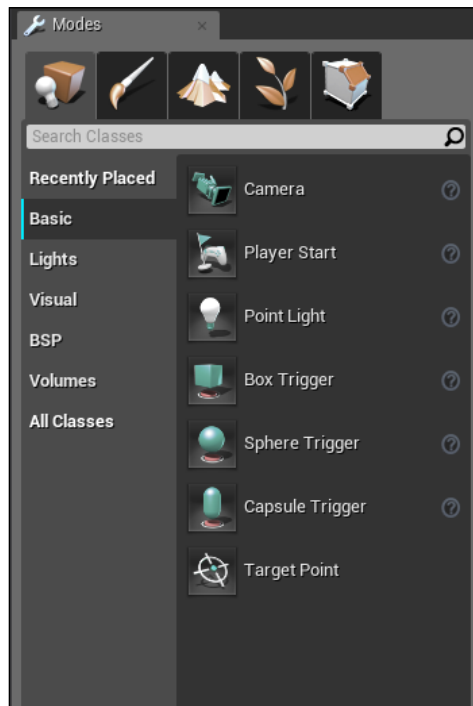 Modes
Search Classes
Recently Placed
Basic
Lights
Visual
BSP
Volumes
All Classes
Camera
Player Start
Point Light
Box Trigger
Sphere Trigger
Capsule Trigger
Target Point